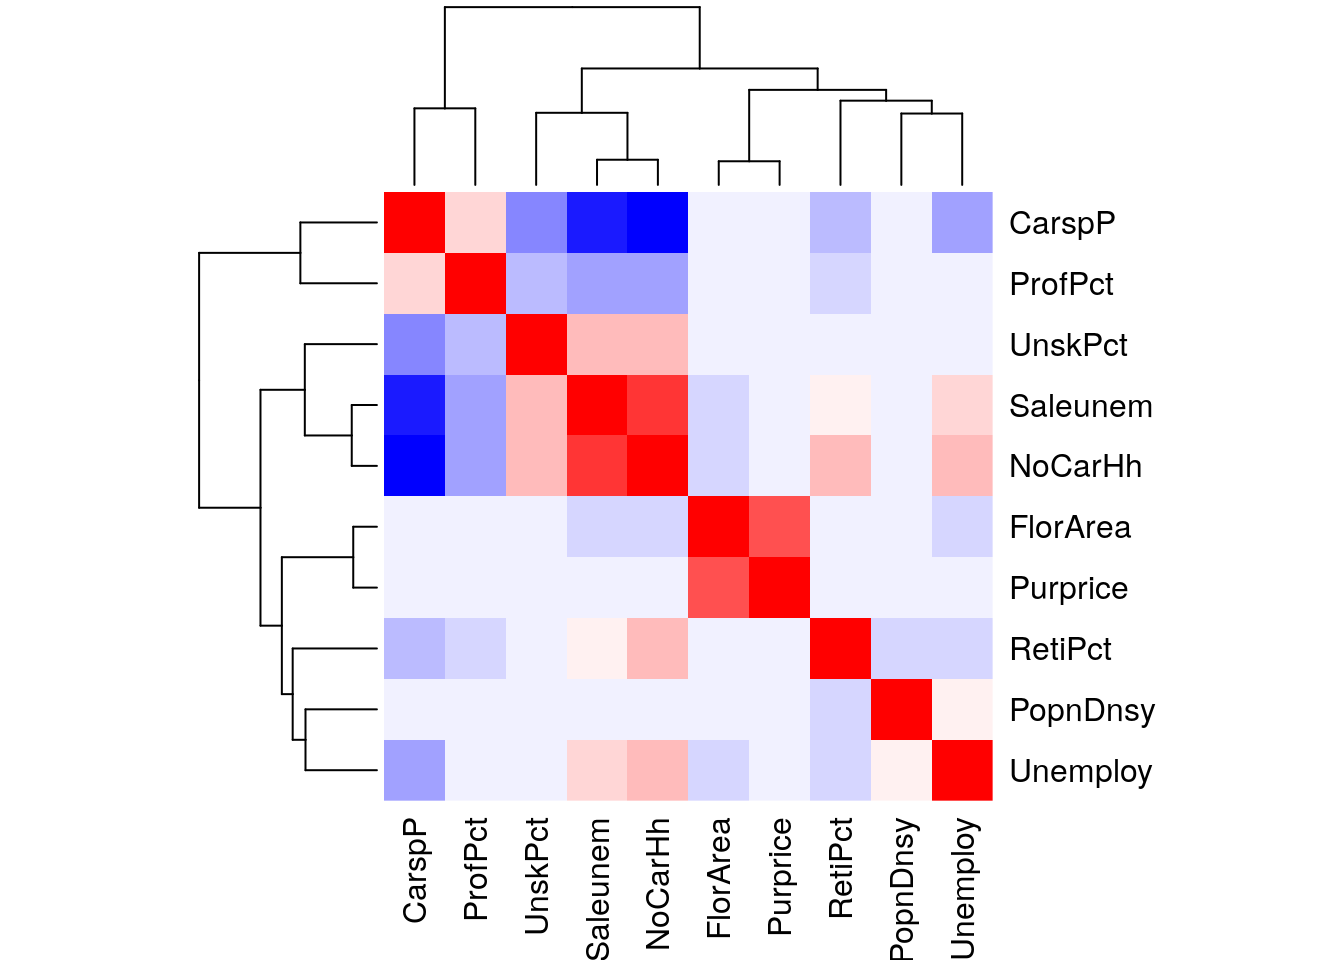 CarspP
ProfPct
UnskPct
Saleunem
NoCarHh
FlorArea
Purprice
RetiPct
PopnDnsy
Unemploy
CarspP
ProfPct
UnskPct
Saleunem
NoCarHh
FlorArea
Purprice
RetiPct
PopnDnsy
Unemploy